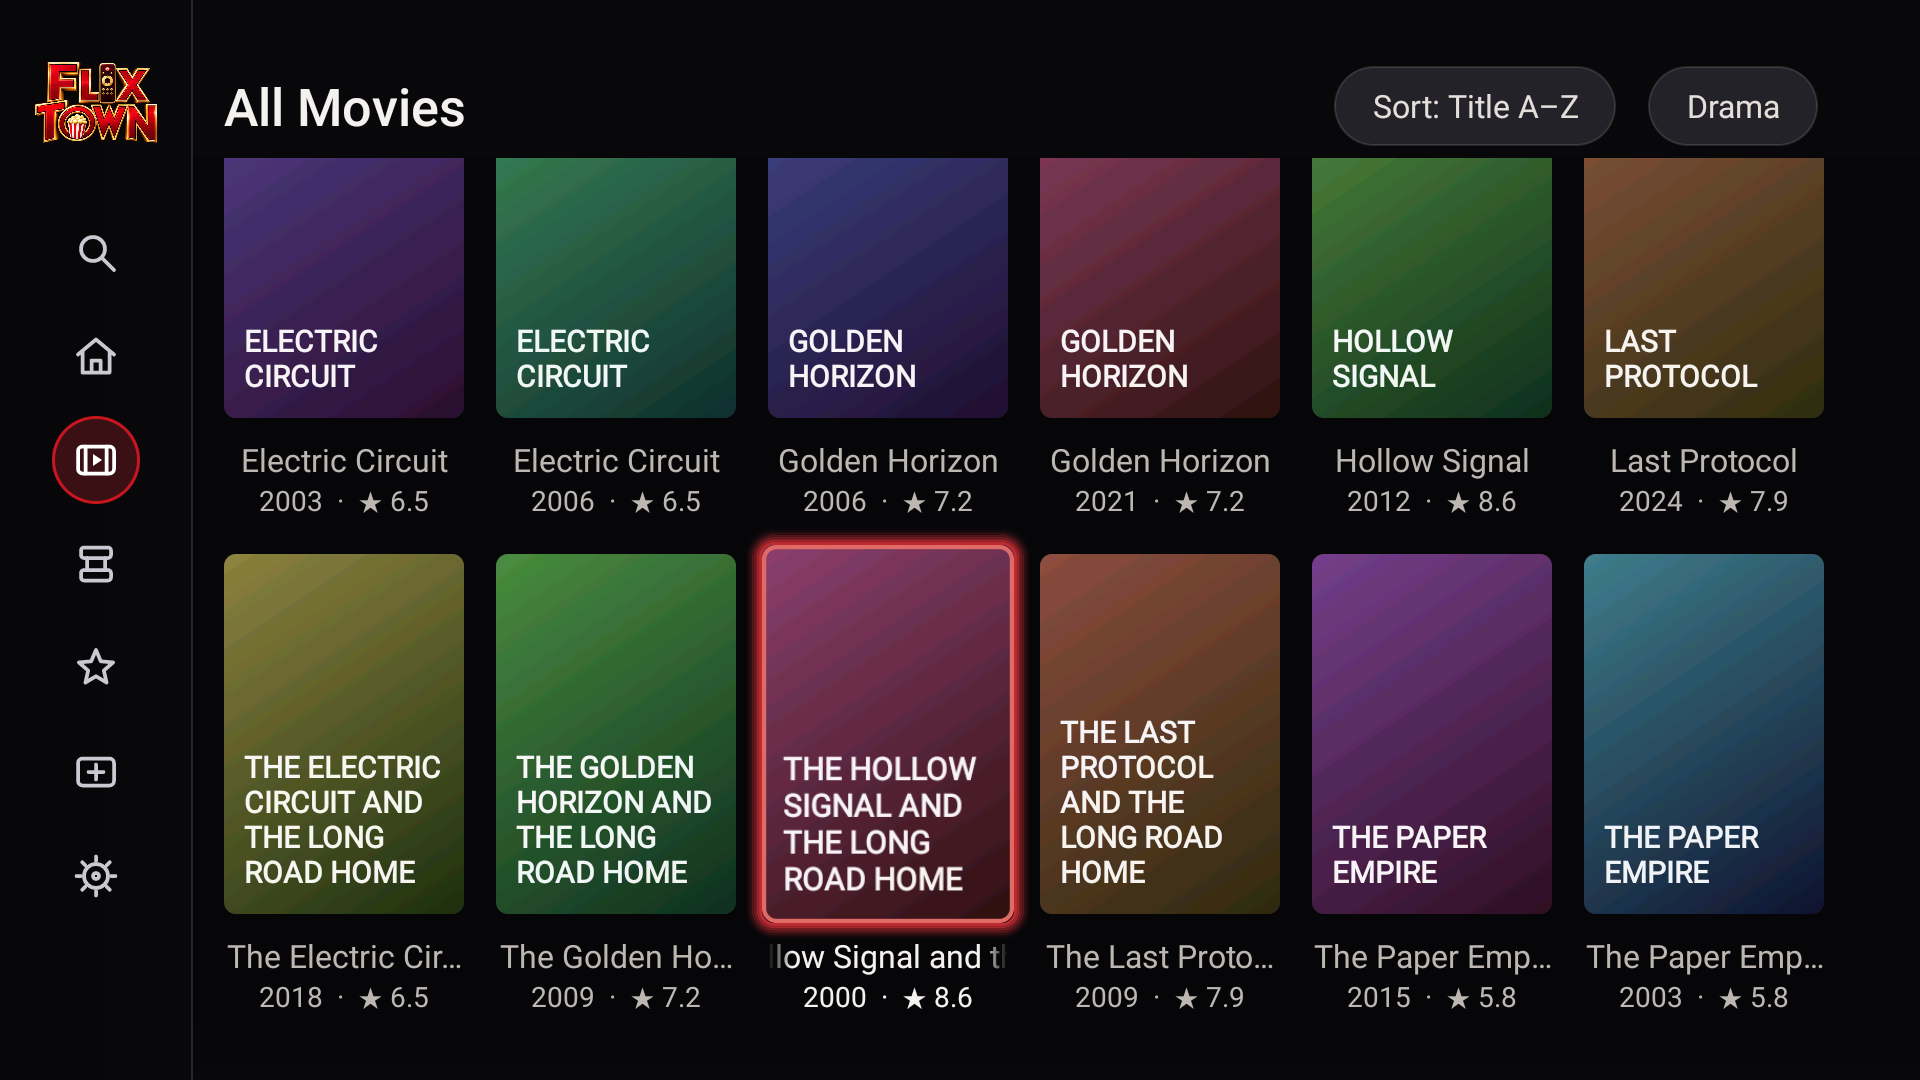 FLIX
TOWN
All Movies
Sort: Title A–Z
Drama
ELECTRIC
CIRCUIT
ELECTRIC
CIRCUIT
GOLDEN
HORIZON
GOLDEN
HORIZON
HOLLOW
SIGNAL
LAST
PROTOCOL
Electric Circuit
2003 · ★ 6.5
Electric Circuit
2006 · ★ 6.5
Golden Horizon
2006 · ★ 7.2
Golden Horizon
2021 · ★ 7.2
Hollow Signal
2012 · ★ 8.6
Last Protocol
2024 · ★ 7.9
THE ELECTRIC
CIRCUIT AND
THE LONG
ROAD HOME
THE GOLDEN
HORIZON AND
THE LONG
ROAD HOME
THE HOLLOW
SIGNAL AND
THE LONG
ROAD HOME
THE LAST
PROTOCOL
AND THE
LONG ROAD
HOME
THE PAPER
EMPIRE
THE PAPER
EMPIRE
The Electric Cir...
2018 · ★ 6.5
The Golden Ho...
2009 · ★ 7.2
low Signal and th
2000 · ★ 8.6
The Last Proto...
2009 · ★ 7.9
The Paper Emp...
2015 · ★ 5.8
The Paper Emp...
2003 · ★ 5.8